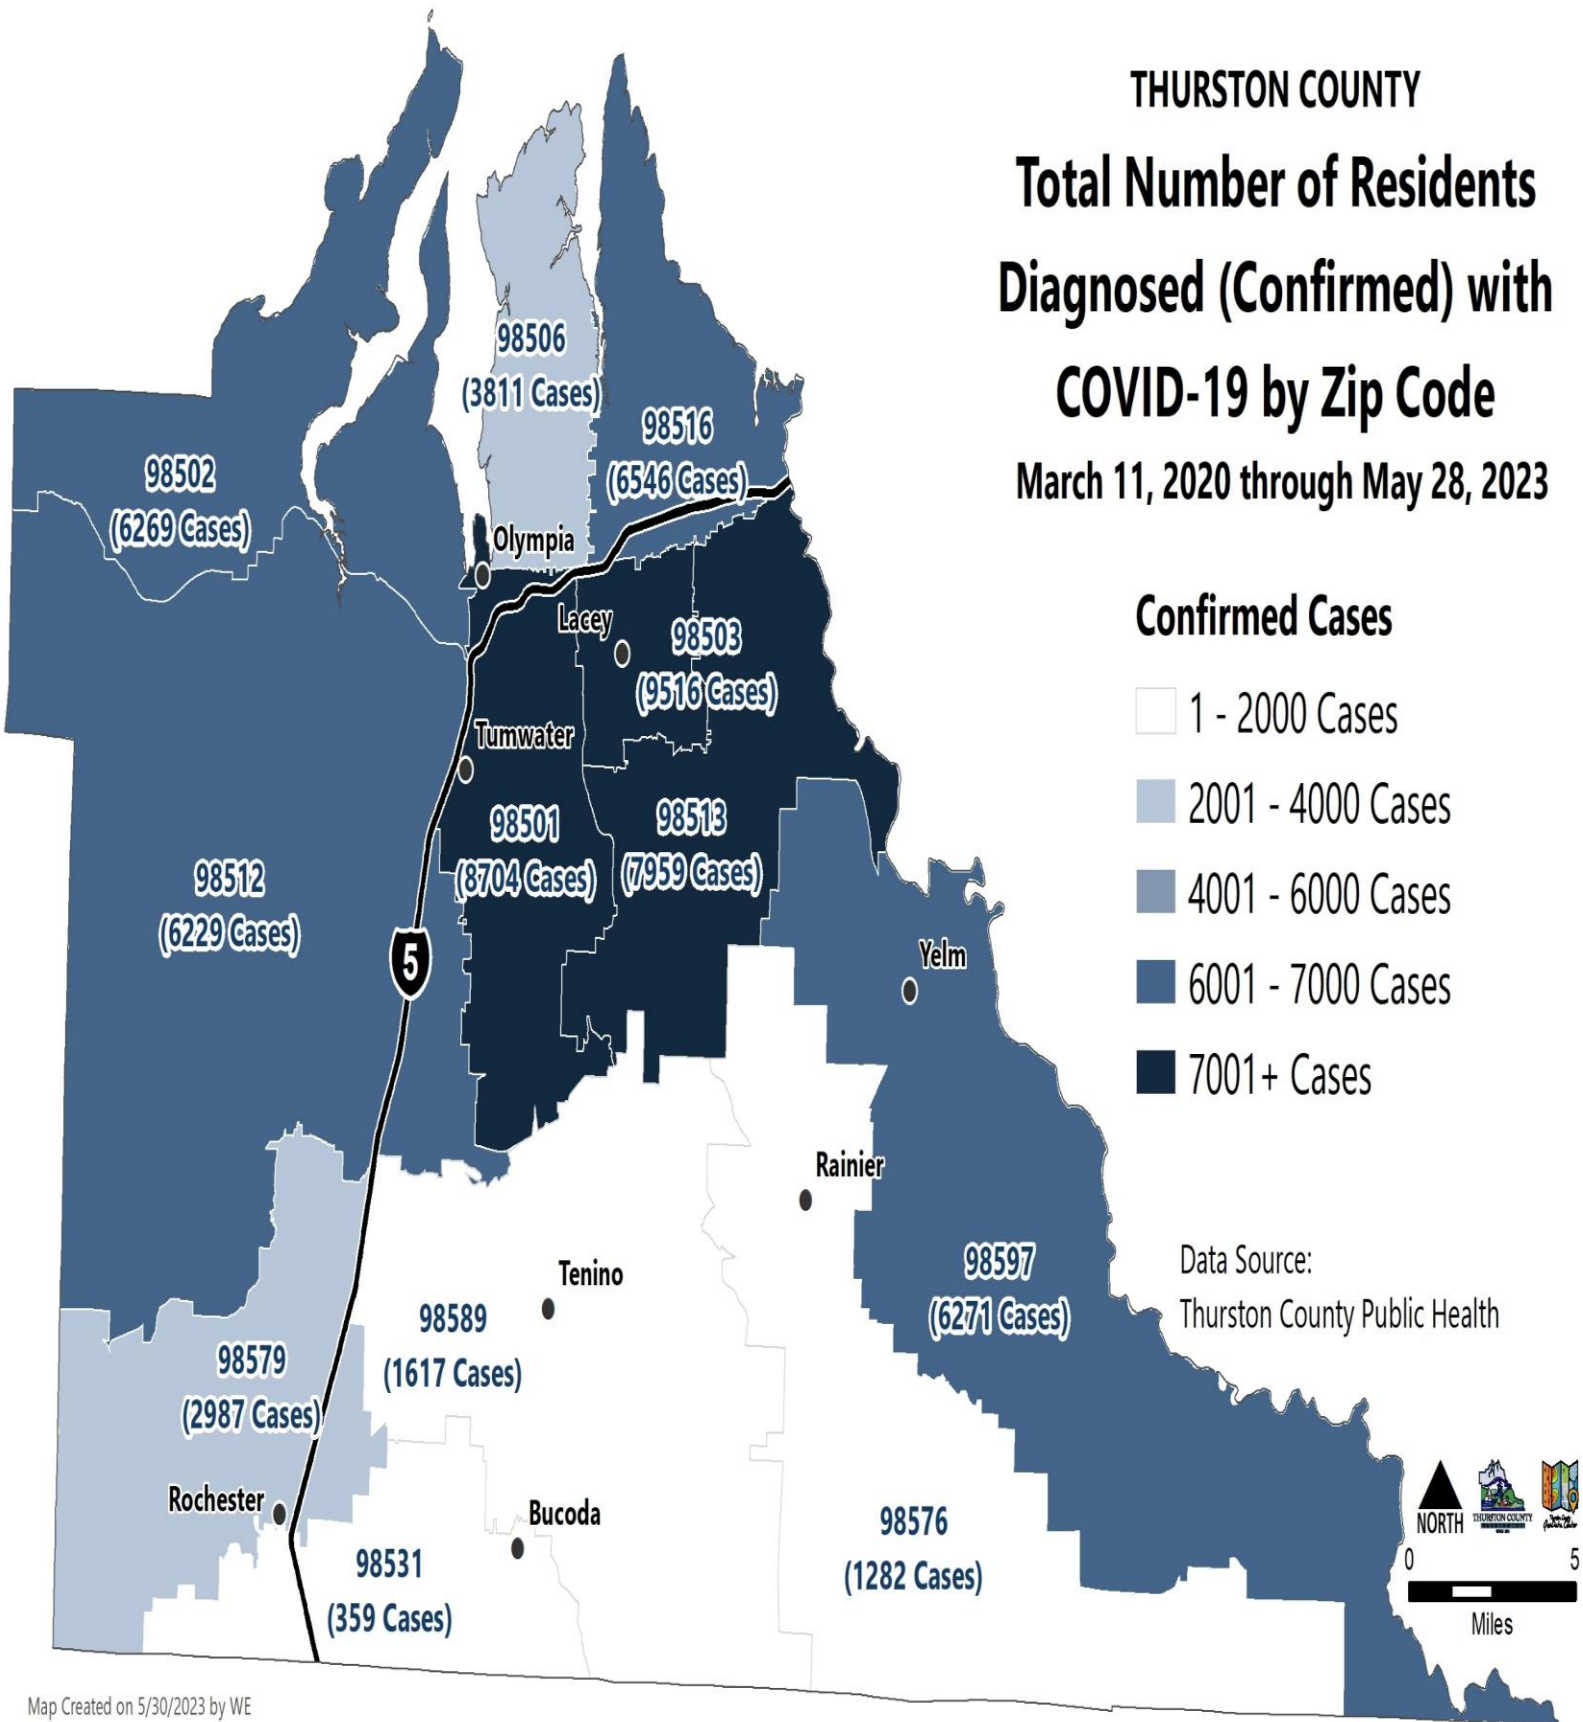 THURSTON COUNTY
Total Number of Residents
Diagnosed (Confirmed) with
COVID-19 by Zip Code
March 11, 2020 through May 28, 2023
98506
(3811 Cases)
98516
(6546 Cases)
98502
(6269 Cases)
Olympia
Lacey
98503
(9516 Cases)
Tumwater
98501
(8704 Cases)
98513
(7959 Cases)
98512
(6229 Cases)
5
Yelm
Rainier
Tenino
98597
(6271 Cases)
98589
(1617 Cases)
98579
(2987 Cases)
Rochester
Bucoda
98531
(359 Cases)
98576
(1282 Cases)
Confirmed Cases
1 - 2000 Cases
2001 - 4000 Cases
4001 - 6000 Cases
6001 - 7000 Cases
7001+ Cases
Data Source:
Thurston County Public Health
NORTH
THURSTON COUNTY
0 5
Miles
Map Created on 5/30/2023 by WE